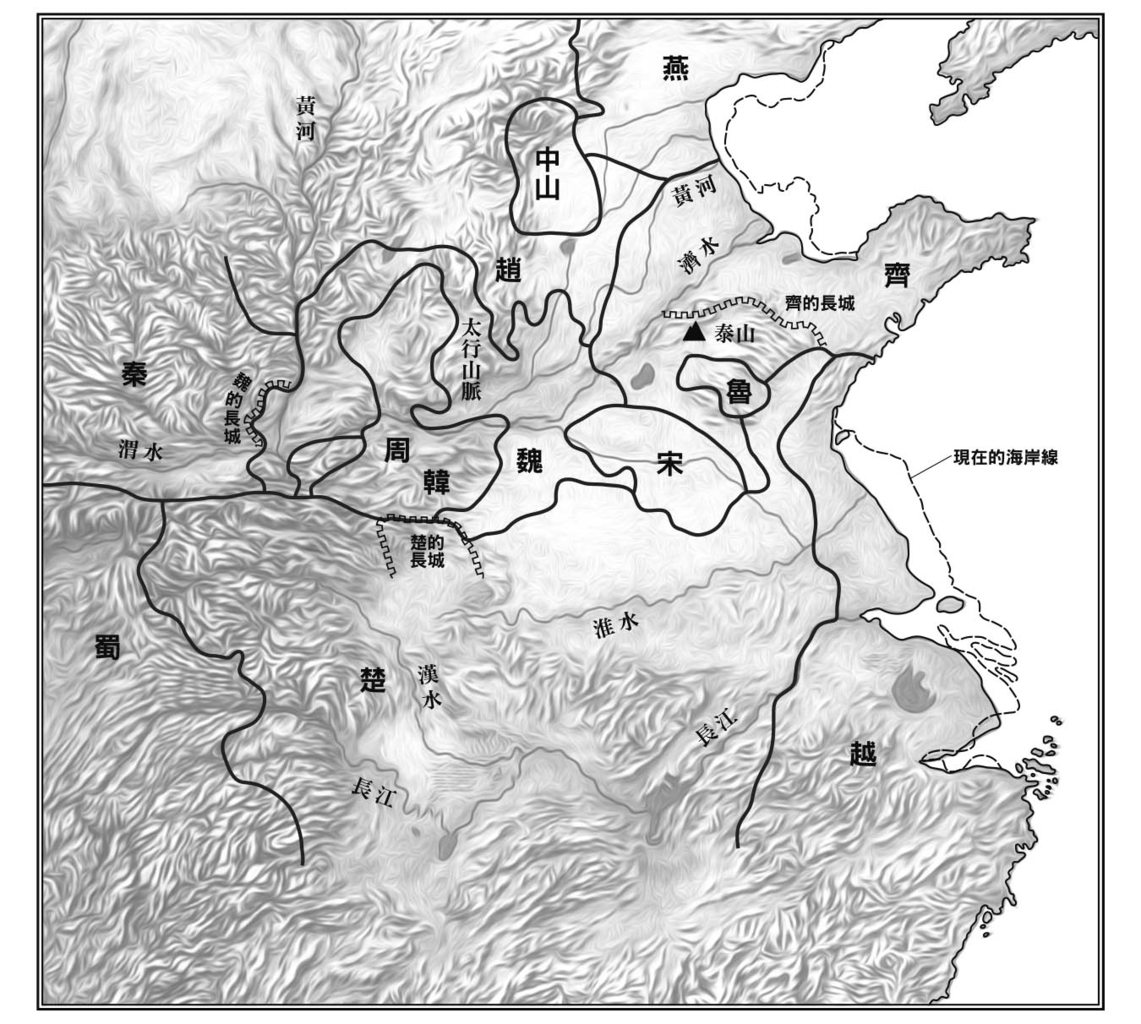 燕
黃河
中山
黃河
濟水
趙
齊
齊的長城
太行山脈
泰山
秦
魏的長城
魯
渭水
周
韓
魏
宋
現在的海岸線
楚的
長城
淮水
蜀
楚
漢水
長江
越
長江